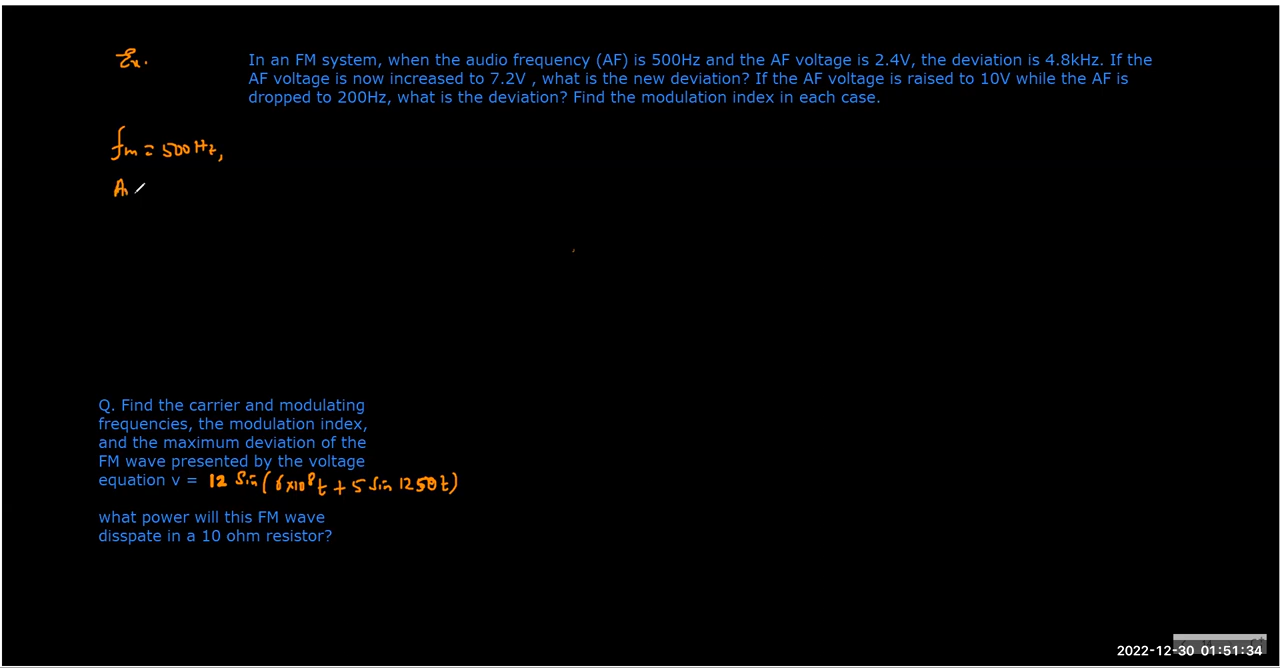 Ex.
In an FM system, when the audio frequency (AF) is 500Hz and the AF voltage is 2.4V, the deviation is 4.8kHz. If the
AF voltage is now increased to 7.2V , what is the new deviation? If the AF voltage is raised to 10V while the AF is
dropped to 200Hz, what is the deviation? Find the modulation index in each case.
fm = 500Hz,
A
Q. Find the carrier and modulating
frequencies, the modulation index,
and the maximum deviation of the
FM wave presented by the voltage
equation v = 12 Sin(6x10⁸t + 5 Sin 1250t)
what power will this FM wave
disspate in a 10 ohm resistor?
2022-12-30 01:51:34